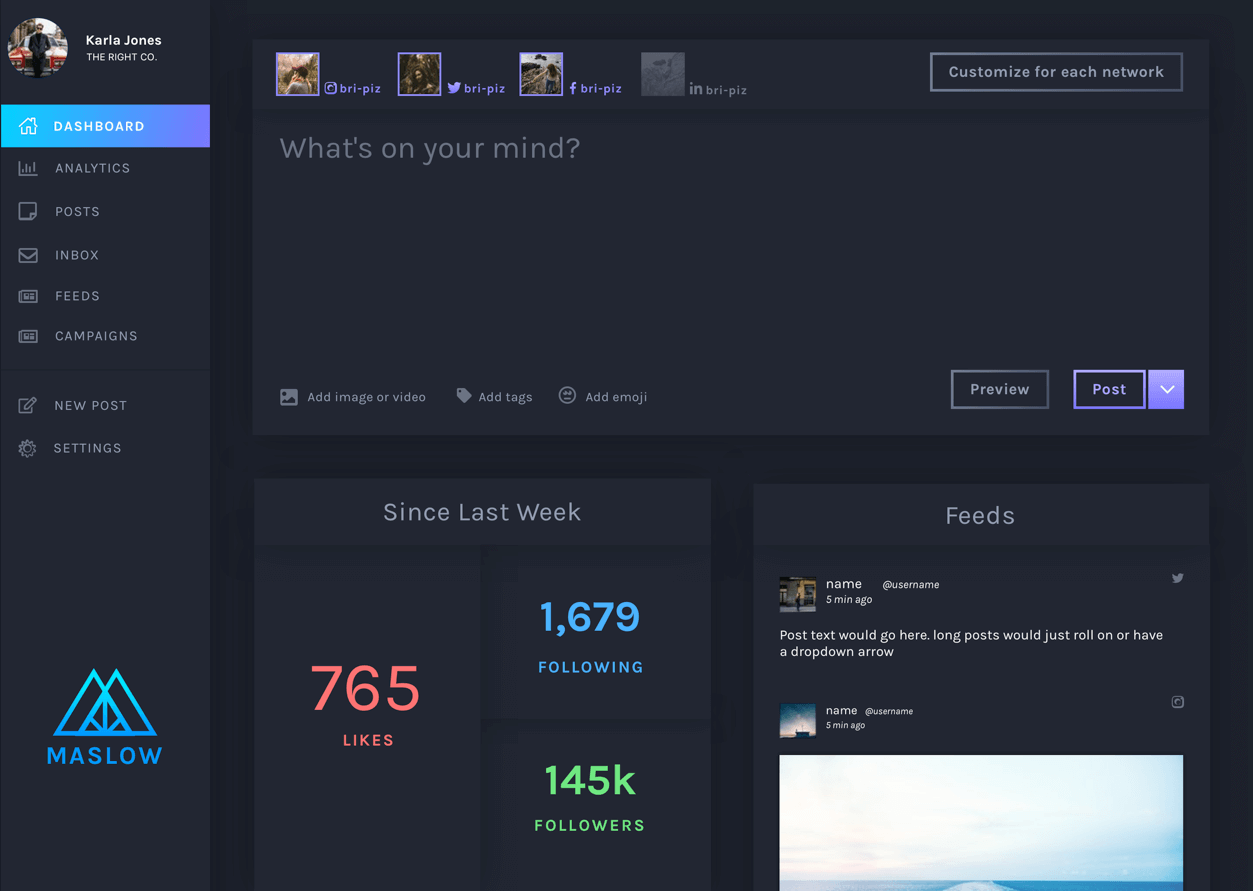 Karla Jones
THE RIGHT CO.
DASHBOARD
ANALYTICS
POSTS
INBOX
FEEDS
CAMPAIGNS
NEW POST
SETTINGS
MASLOW
bri-piz
bri-piz
bri-piz
in bri-piz
Customize for each network
What's on your mind?
Add image or video
Add tags
Add emoji
Preview
Post
Since Last Week
765
LIKES
1,679
FOLLOWING
145k
FOLLOWERS
Feeds
name @username
5 min ago
Post text would go here. long posts would just roll on or have
a dropdown arrow
name @username
5 min ago